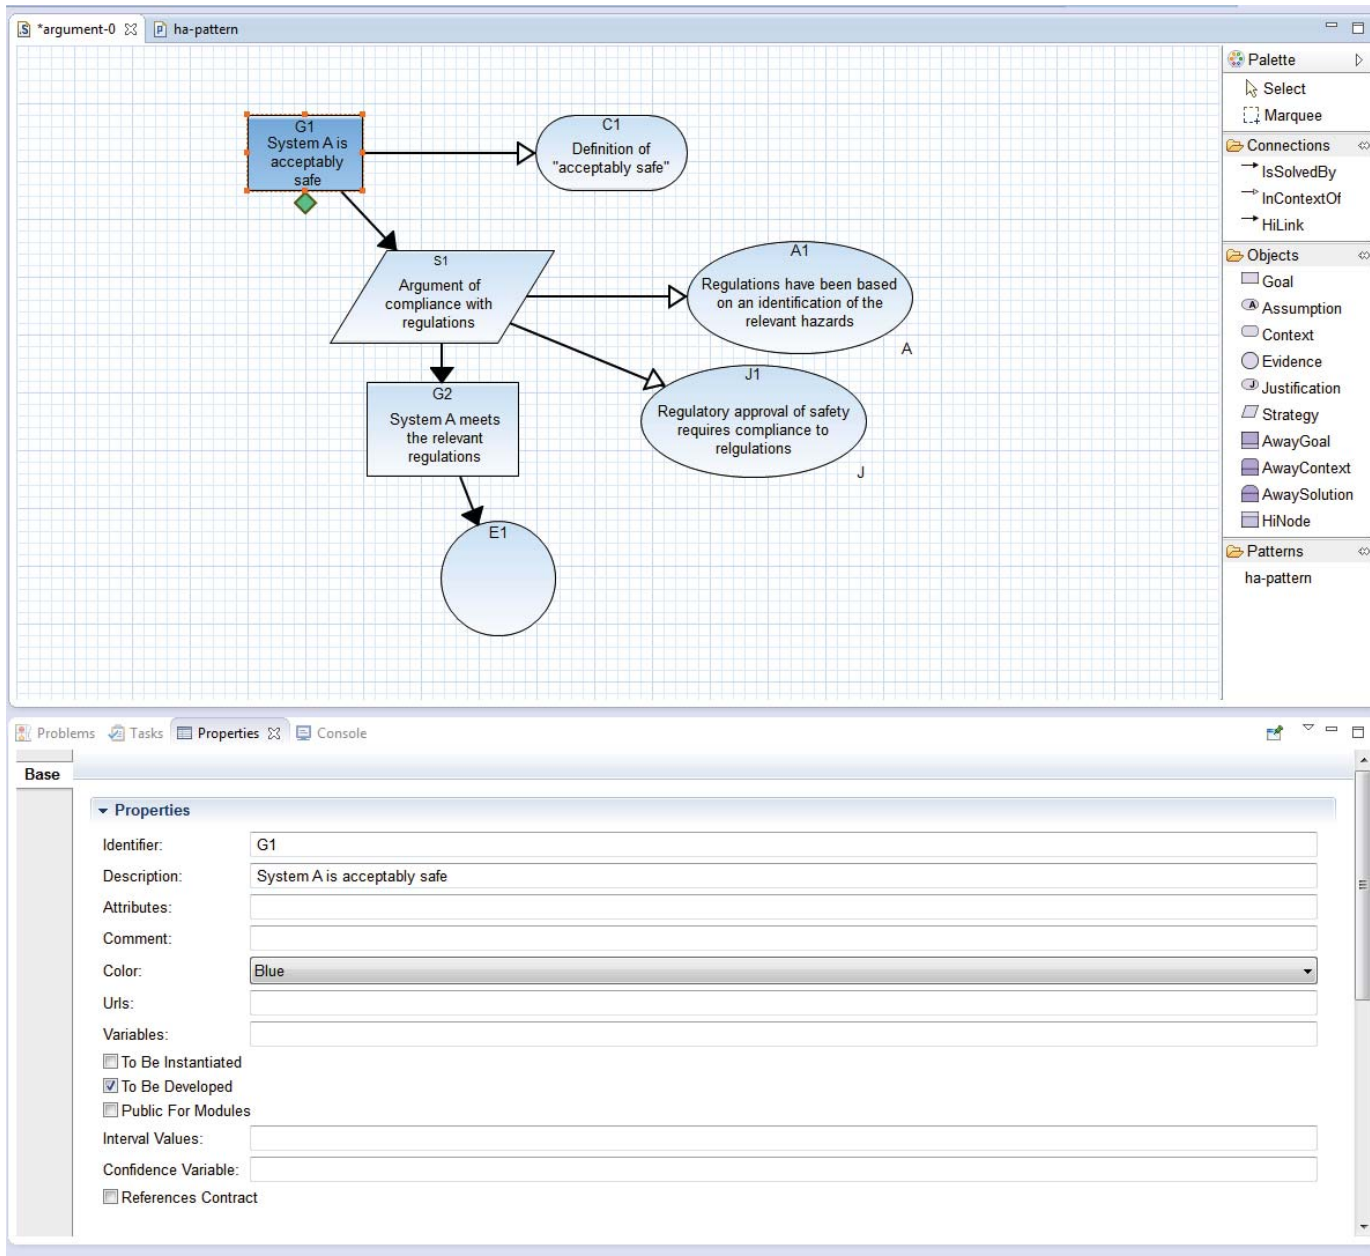 *argument-0
ha-pattern
G1
System A is
acceptably
safe
C1
Definition of
"acceptably safe"
S1
Argument of
compliance with
regulations
A1
Regulations have been based
on an identification of the
relevant hazards
A
J1
Regulatory approval of safety
requires compliance to
relgulations
J
G2
System A meets
the relevant
regulations
E1
Palette
Select
Marquee
Connections
IsSolvedBy
InContextOf
HiLink
Objects
Goal
Assumption
Context
Evidence
Justification
Strategy
AwayGoal
AwayContext
AwaySolution
HiNode
Patterns
ha-pattern
Problems Tasks Properties Console
Base
Properties
Identifier: G1
Description: System A is acceptably safe
Attributes:
Comment:
Color: Blue
Urls:
Variables:
To Be Instantiated
To Be Developed
Public For Modules
Interval Values:
Confidence Variable:
References Contract